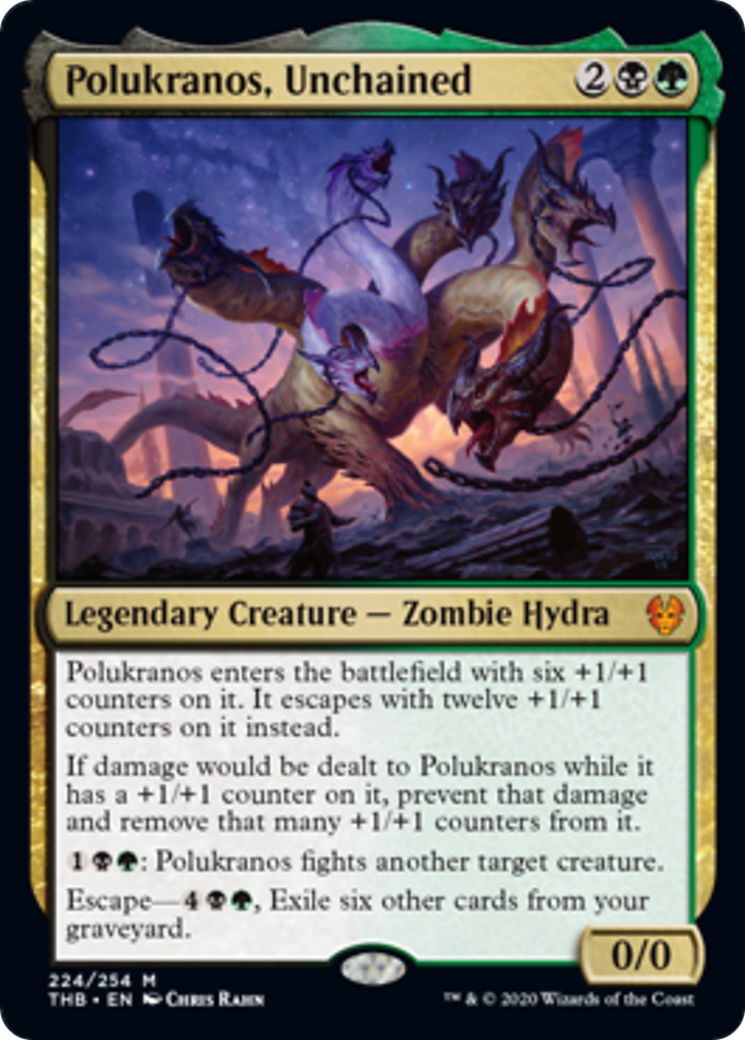 Polukranos, Unchained 2
Legendary Creature — Zombie Hydra
Polukranos enters the battlefield with six +1/+1
counters on it. It escapes with twelve +1/+1
counters on it instead.
If damage would be dealt to Polukranos while it
has a +1/+1 counter on it, prevent that damage
and remove that many +1/+1 counters from it.
1: Polukranos fights another target creature.
Escape—4, Exile six other cards from your
graveyard.
0/0
224/254 M
THB • EN Chris Rahn
™ & © 2020 Wizards of the Coast